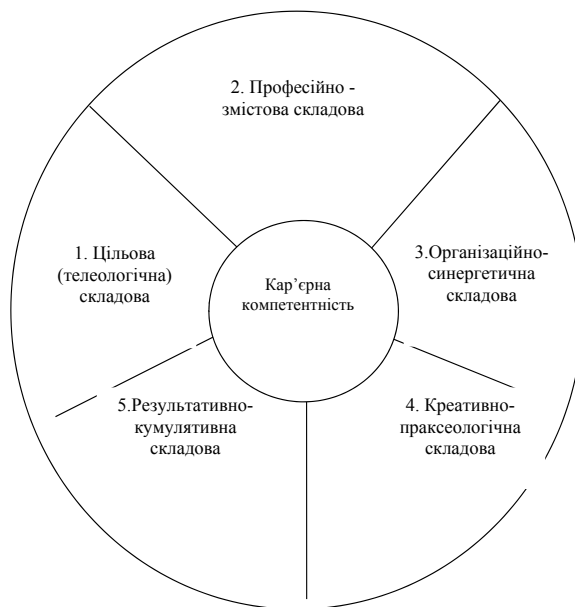 2. Професійно -
змістова складова
1. Цільова
(телеологічна)
складова
3.Організаційно-
синергетична
складова
Кар’єрна
компетентність
5.Результативно-
кумулятивна
складова
4. Креативно-
праксеологічна
складова